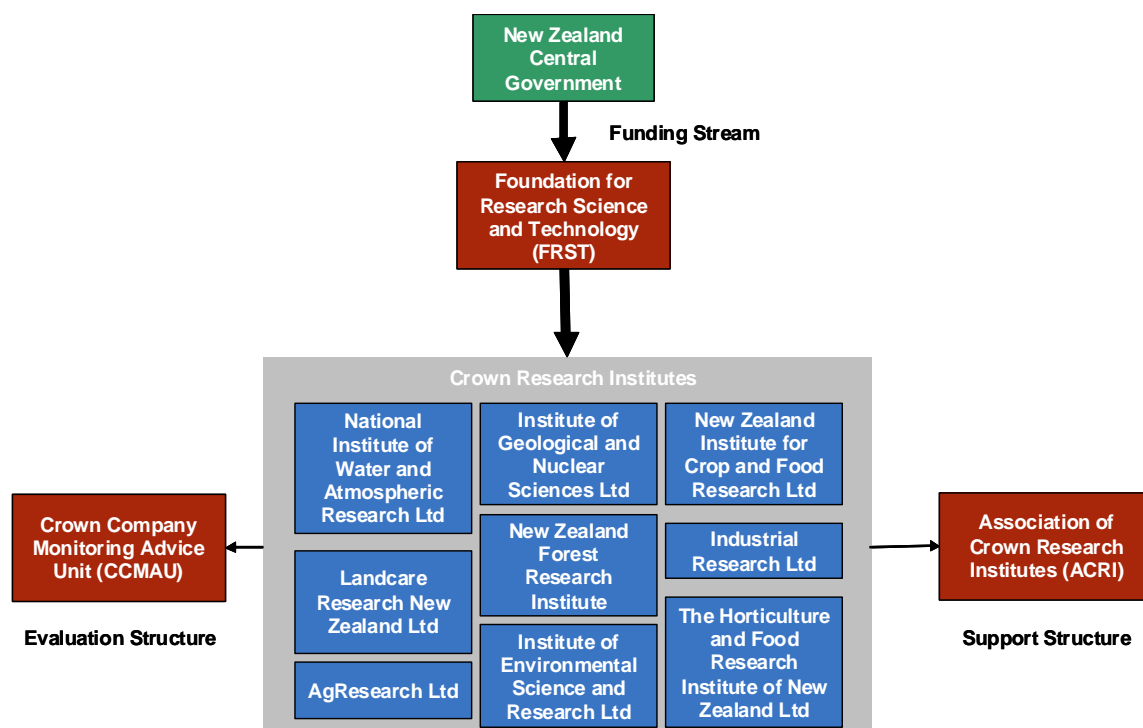 New Zealand
Central
Government
Funding Stream
Foundation for
Research Science
and Technology
(FRST)
Crown Research Institutes
National
Institute of
Water and
Atmospheric
Research Ltd
Institute of
Geological and
Nuclear
Sciences Ltd
New Zealand
Institute for
Crop and Food
Research Ltd
Crown Company
Monitoring Advice
Unit (CCMAU)
Evaluation Structure
Landcare
Research New
Zealand Ltd
New Zealand
Forest
Research
Institute
Industrial
Research Ltd
AgResearch Ltd
Institute of
Environmental
Science and
Research Ltd
The Horticulture
and Food
Research
Institute of New
Zealand Ltd
Association of
Crown Research
Institutes (ACRI)
Support Structure